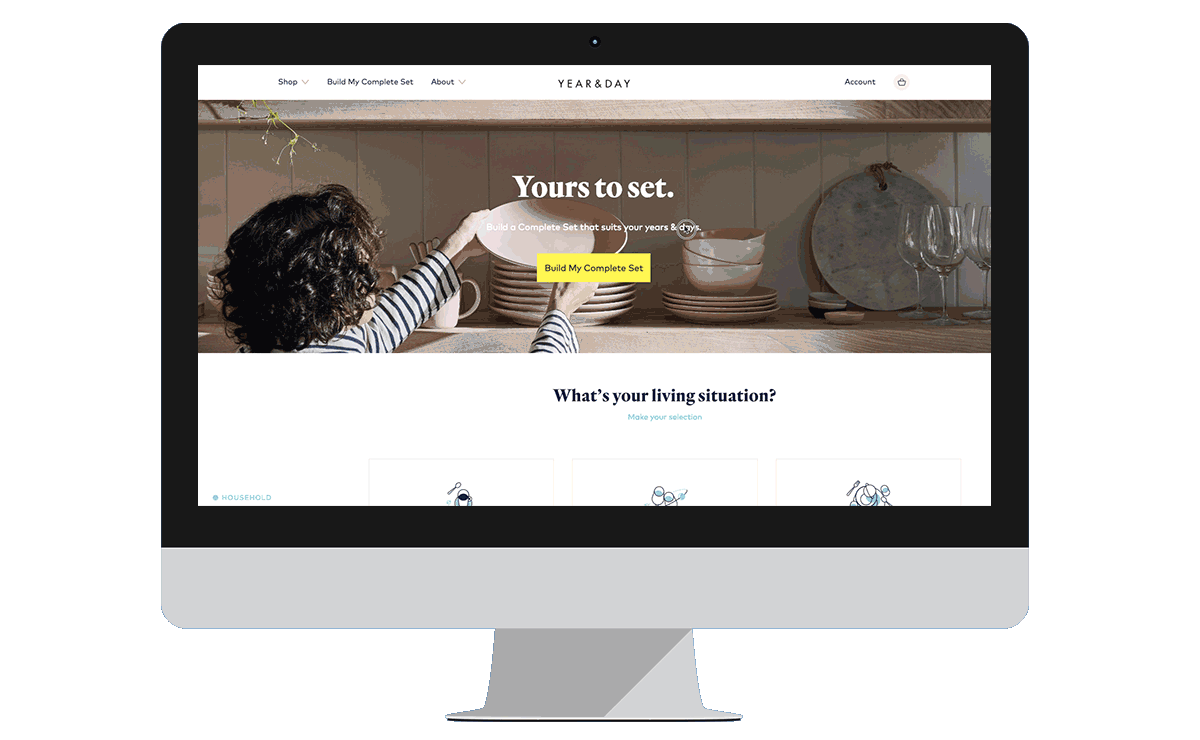 Shop
Build My Complete Set
About
YEAR&DAY
Account
Yours to set.
Build a Complete Set that suits your years & days.
Build My Complete Set
What's your living situation?
Make your selection
HOUSEHOLD